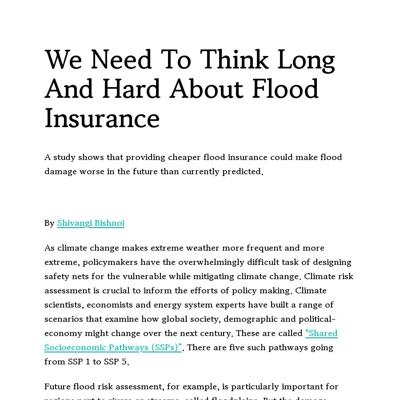 We Need To Think Long
And Hard About Flood
Insurance
A study shows that providing cheaper flood insurance could make flood
damage worse in the future than currently predicted.
By Shivangi Bishnoi
As climate change makes extreme weather more frequent and more
extreme, policymakers have the overwhelmingly difficult task of designing
safety nets for the vulnerable while mitigating climate change. Climate risk
assessment is crucial to inform the efforts of policy making. Climate
scientists, economists and energy system experts have built a range of
scenarios that examine how global society, demographic and political-
economy might change over the next century. These are called “Shared
Socioeconomic Pathways (SSPs)”. There are five such pathways going
from SSP 1 to SSP 5.
Future flood risk assessment, for example, is particularly important for